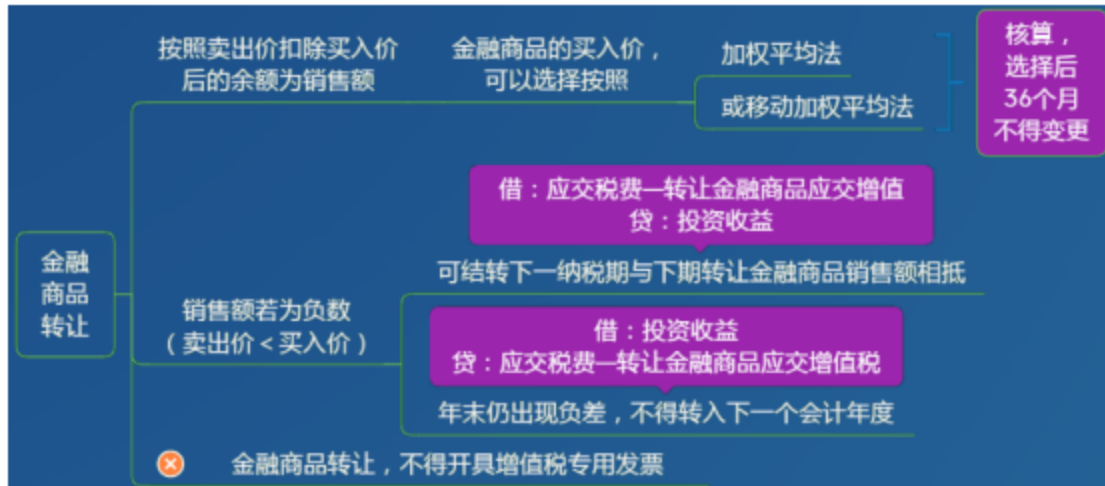 金融
商品
转让
按照卖出价扣除买入价
后的余额为销售额
金融商品的买入价，
可以选择按照
加权平均法
或移动加权平均法
核算，
选择后
36个月
不得变更
销售额若为负数
（卖出价＜买入价）
借：应交税费—转让金融商品应交增值
贷：投资收益
可结转下一纳税期与下期转让金融商品销售额相抵
借：投资收益
贷：应交税费—转让金融商品应交增值税
年末仍出现负差，不得转入下一个会计年度
金融商品转让，不得开具增值税专用发票